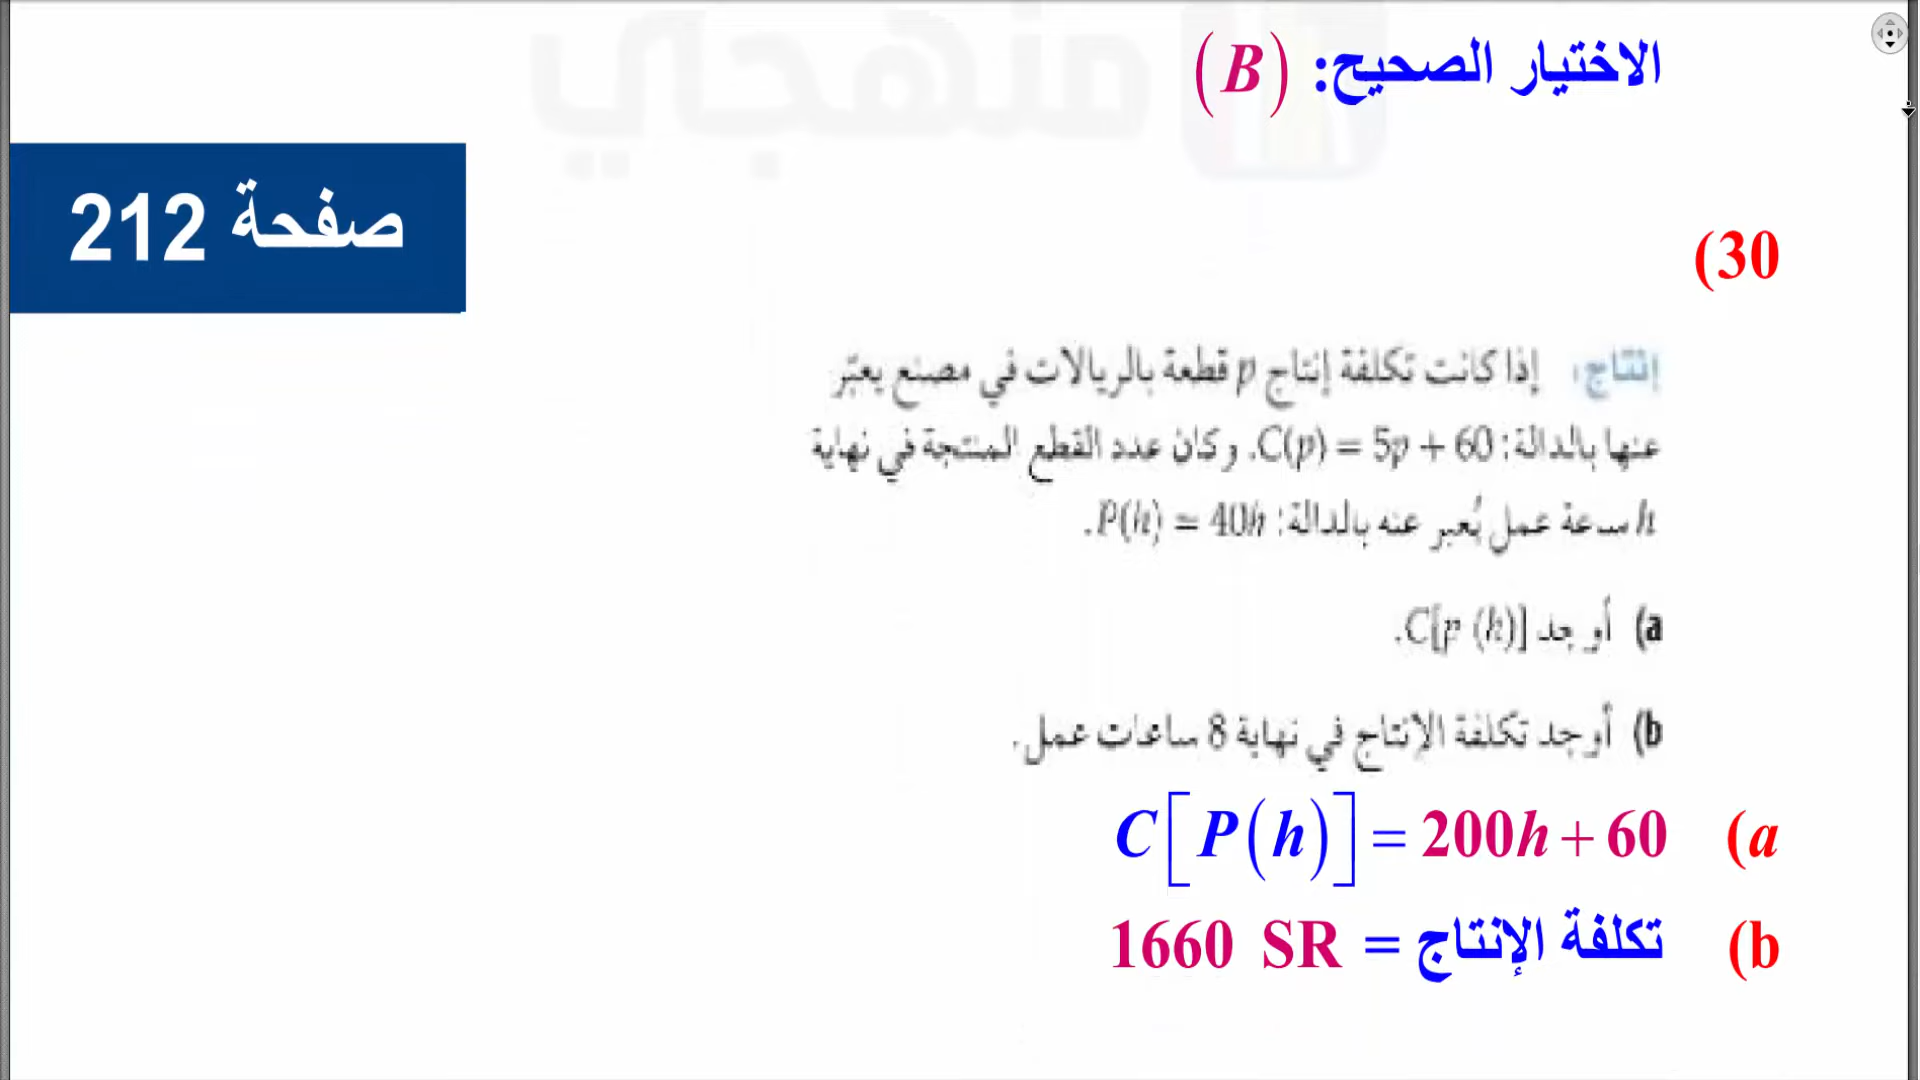 منهجي
الاختيار الصحيح: (B)
صفحة 212
(30
إنتاج: إذا كانت تكلفة إنتاج p قطعة بالريالات في مصنع يعبّر
عنها بالدالة: C(p) = 5p + 60. وكان عدد القطع المنتجة في نهاية
h ساعة عمل يُعبر عنه بالدالة: P(h) = 40h.
(a أوجد C[p (h)].
(b أوجد تكلفة الإنتاج في نهاية 8 ساعات عمل.
(a C[P(h)] = 200h + 60
(b تكلفة الإنتاج = 1660 SR